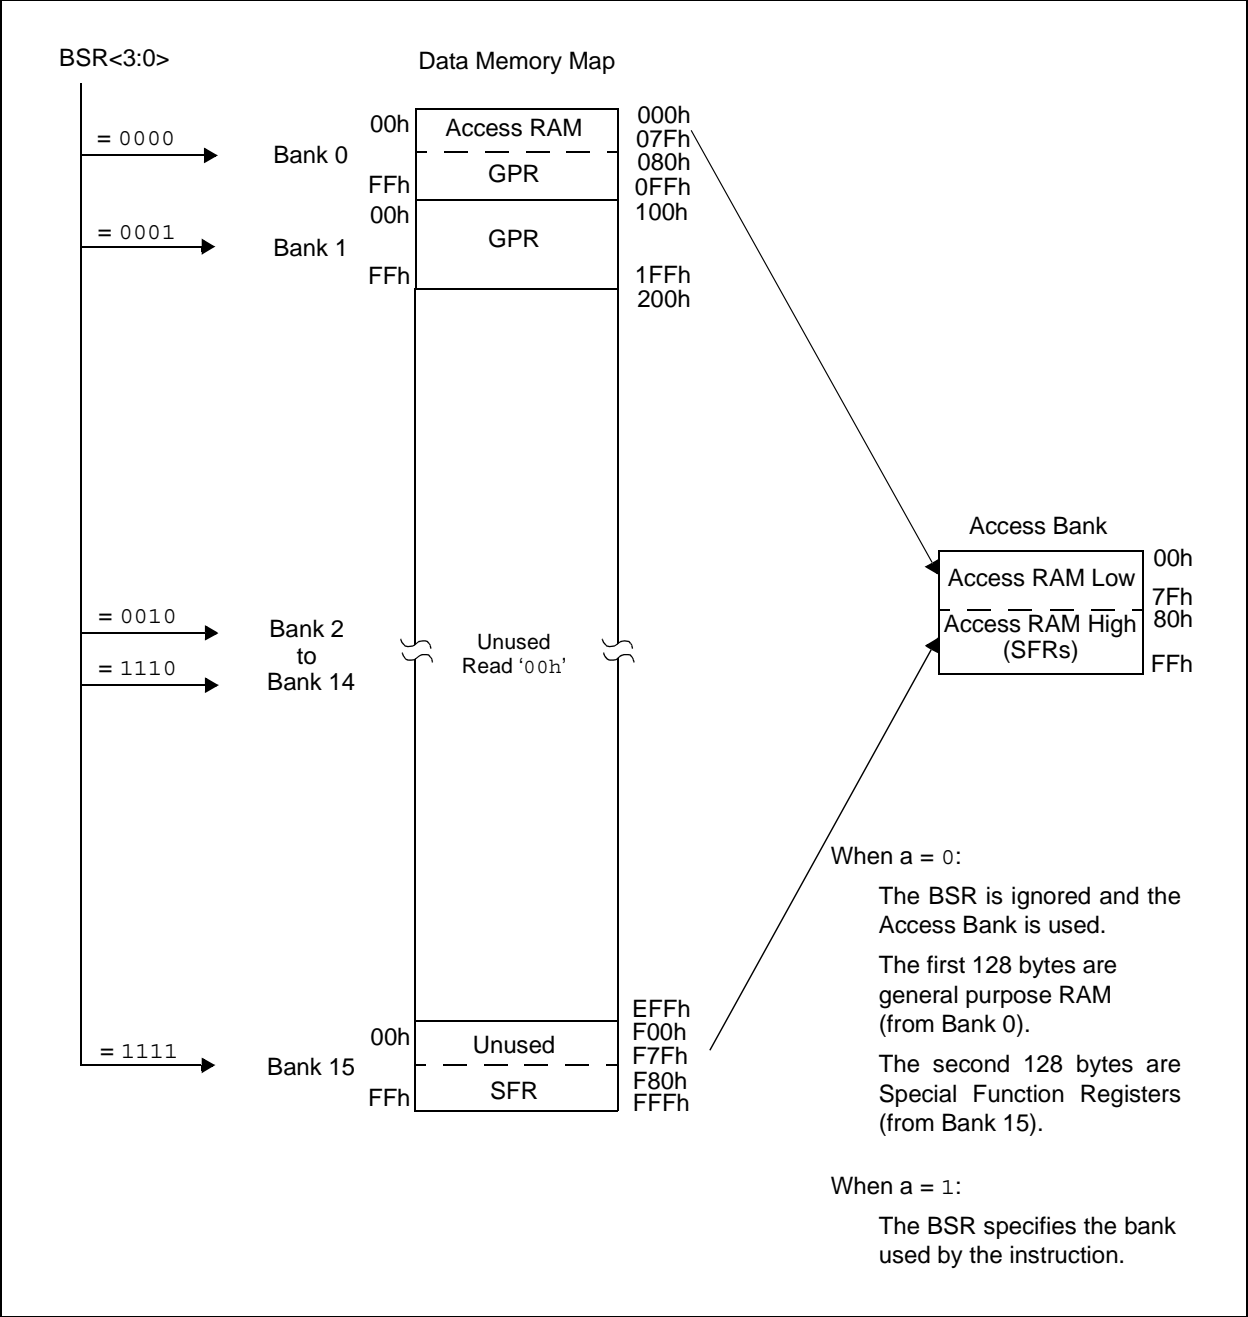 BSR<3:0>
Data Memory Map
= 0000
Bank 0
00h
Access RAM
000h
07Fh
GPR
080h
FFh
0FFh
= 0001
Bank 1
00h
GPR
100h
FFh
1FFh
200h
Access Bank
Access RAM Low
00h
7Fh
Access RAM High
(SFRs)
80h
FFh
= 0010
Bank 2
to
= 1110
Bank 14
Unused
Read ‘00h’
EFFh
= 1111
Bank 15
00h
Unused
F00h
F7Fh
SFR
F80h
FFh
FFFh
When a = 0:
The BSR is ignored and the
Access Bank is used.
The first 128 bytes are
general purpose RAM
(from Bank 0).
The second 128 bytes are
Special Function Registers
(from Bank 15).
When a = 1:
The BSR specifies the bank
used by the instruction.